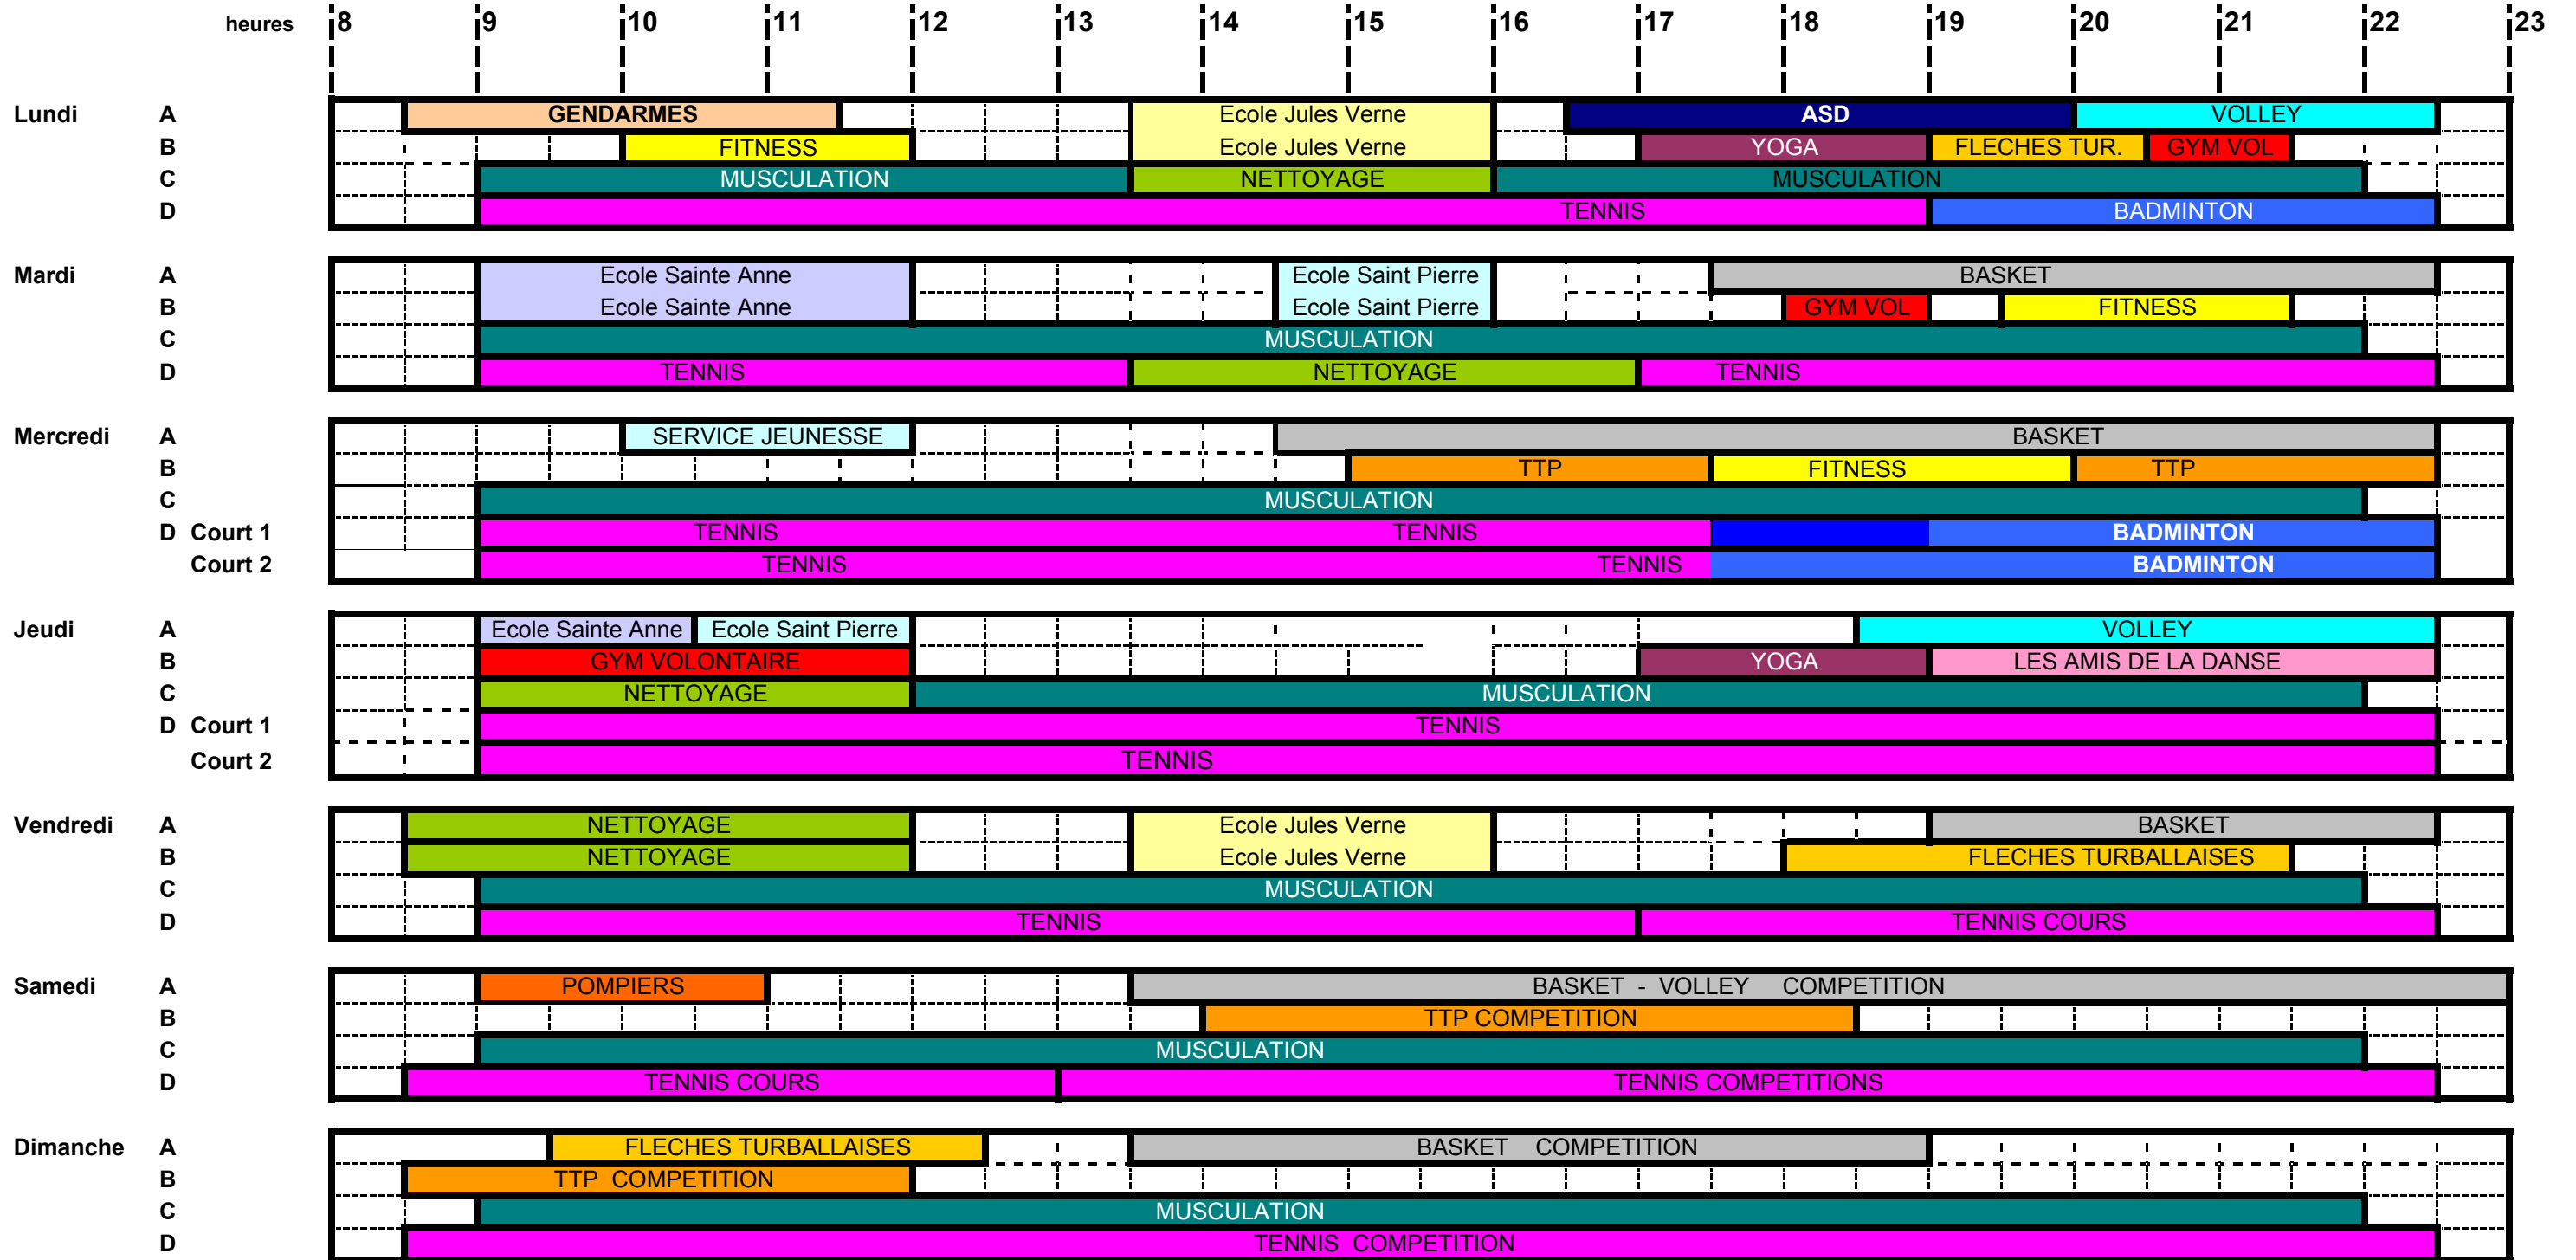 heures 8 9 10 11 12 13 14 15 16 17 18 19 20 21 22 23
Lundi A GENDARMES Ecole Jules Verne ASD VOLLEY
B FITNESS Ecole Jules Verne YOGA FLECHES TUR. GYM VOL
C MUSCULATION NETTOYAGE MUSCULATION
D TENNIS BADMINTON
Mardi A Ecole Sainte Anne Ecole Saint Pierre BASKET
B Ecole Sainte Anne Ecole Saint Pierre GYM VOL FITNESS
C MUSCULATION
D TENNIS NETTOYAGE TENNIS
Mercredi A SERVICE JEUNESSE BASKET
B TTP FITNESS TTP
C MUSCULATION
D Court 1 TENNIS TENNIS BADMINTON
Court 2 TENNIS TENNIS BADMINTON
Jeudi A Ecole Sainte Anne Ecole Saint Pierre VOLLEY
B GYM VOLONTAIRE YOGA LES AMIS DE LA DANSE
C NETTOYAGE MUSCULATION
D Court 1 TENNIS
Court 2 TENNIS
Vendredi A NETTOYAGE Ecole Jules Verne BASKET
B NETTOYAGE Ecole Jules Verne FLECHES TURBALLAISES
C MUSCULATION
D TENNIS TENNIS COURS
Samedi A POMPIERS BASKET - VOLLEY COMPETITION
B TTP COMPETITION
C MUSCULATION
D TENNIS COURS TENNIS COMPETITIONS
Dimanche A FLECHES TURBALLAISES BASKET COMPETITION
B TTP COMPETITION
C MUSCULATION
D TENNIS COMPETITION